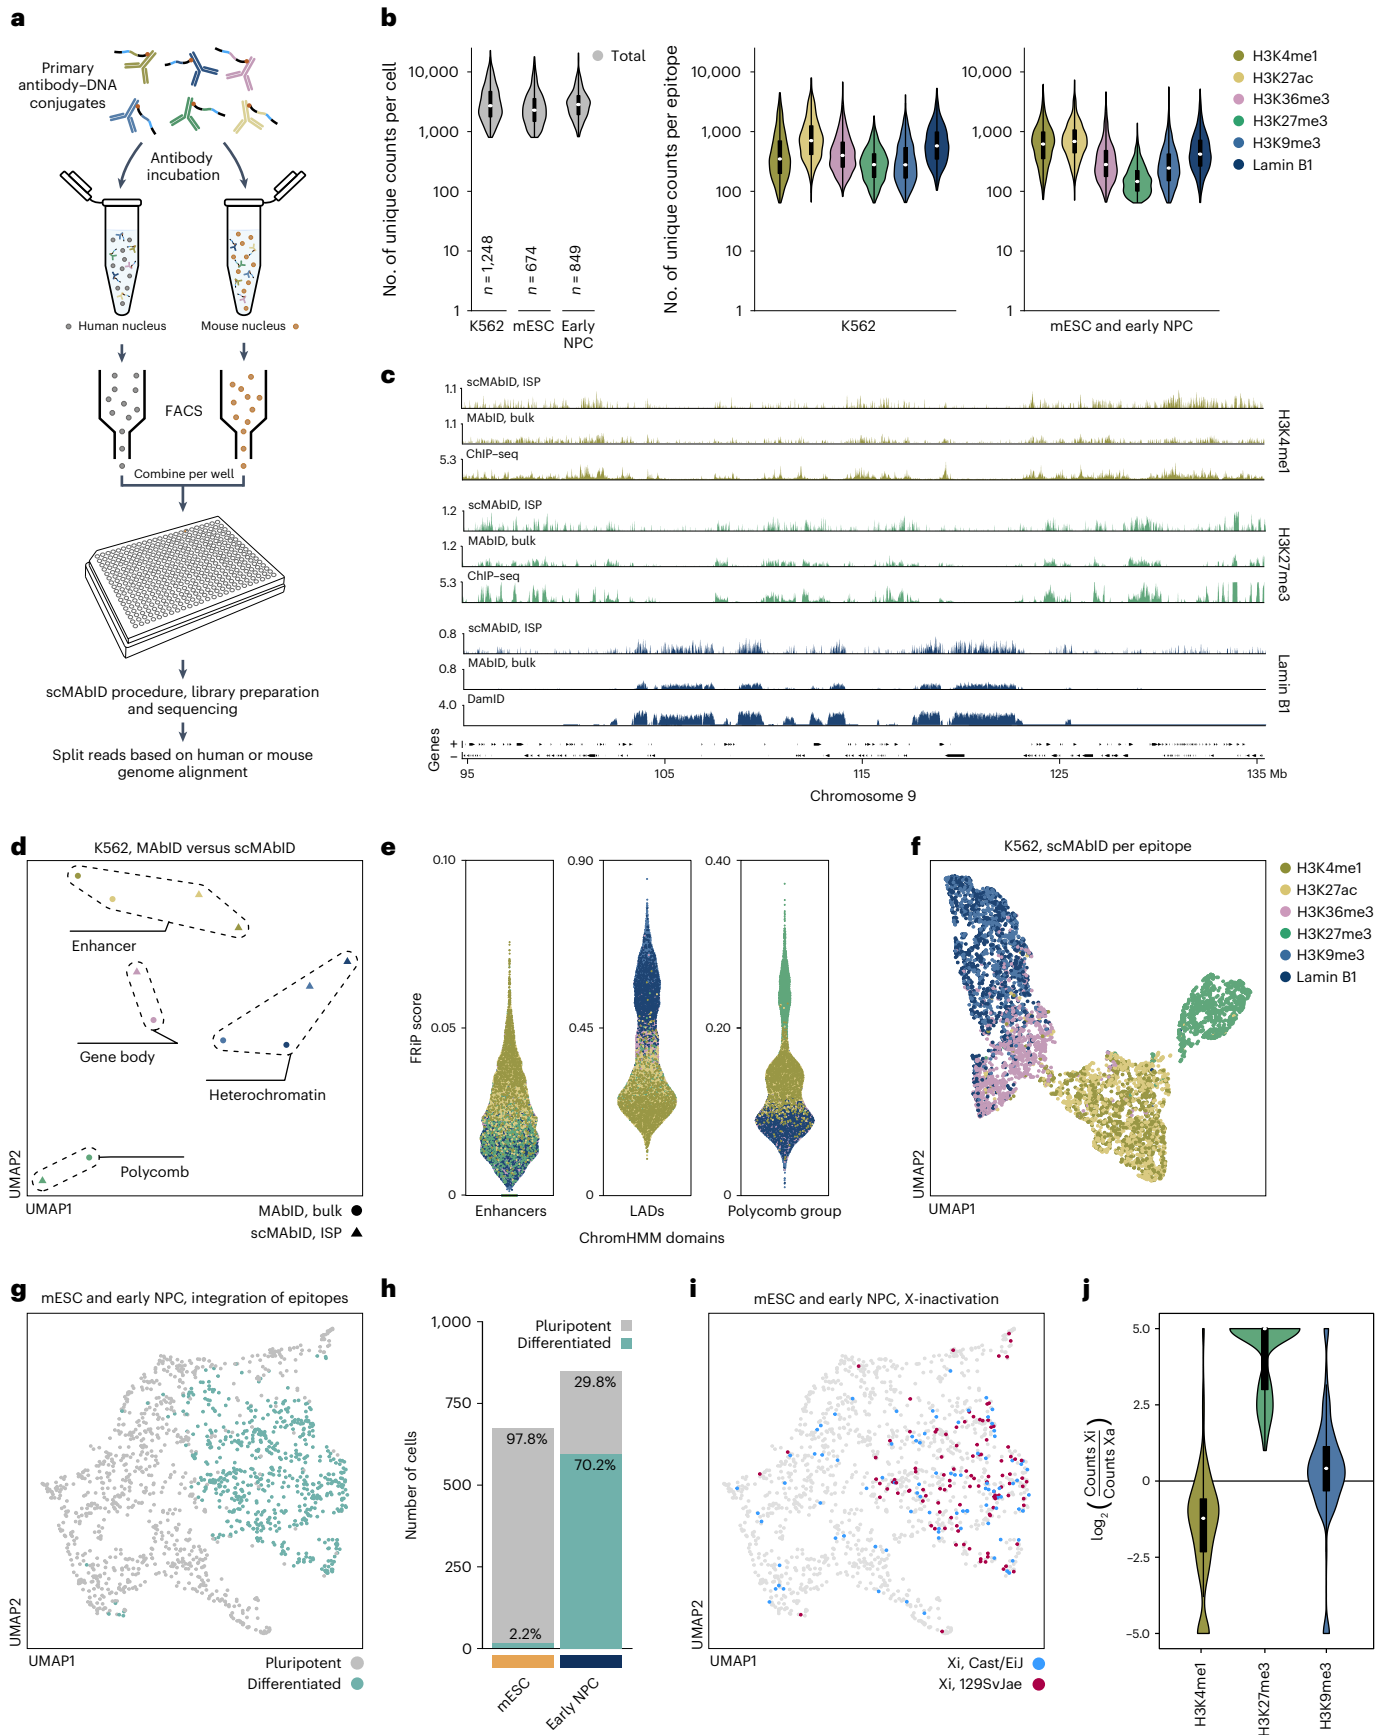 a
Primary
antibody–DNA
conjugates
Antibody
incubation
Human nucleus
Mouse nucleus
FACS
Combine per well
scMAbID procedure, library preparation
and sequencing
Split reads based on human or mouse
genome alignment
b
No. of unique counts per cell
10,000
1,000
100
10
1
Total
n = 1,248
n = 674
n = 849
K562
mESC
Early
NPC
No. of unique counts per epitope
10,000
1,000
100
10
1
K562
10,000
1,000
100
10
1
mESC and early NPC
H3K4me1
H3K27ac
H3K36me3
H3K27me3
H3K9me3
Lamin B1
c
scMAbID, ISP
1.1
MAbID, bulk
1.1
ChIP–seq
5.3
H3K4me1
scMAbID, ISP
1.2
MAbID, bulk
1.2
ChIP–seq
5.3
H3K27me3
scMAbID, ISP
0.8
MAbID, bulk
0.8
DamID
4.0
Lamin B1
Genes
+
–
95
105
115
125
135 Mb
Chromosome 9
d
K562, MAbID versus scMAbID
Enhancer
Gene body
Heterochromatin
Polycomb
UMAP2
UMAP1
MAbID, bulk
scMAbID, ISP
e
FRiP score
0.10
0.05
0
0.90
0.45
0
0.40
0.20
0
Enhancers
LADs
Polycomb group
ChromHMM domains
f
K562, scMAbID per epitope
UMAP2
UMAP1
H3K4me1
H3K27ac
H3K36me3
H3K27me3
H3K9me3
Lamin B1
g
mESC and early NPC, integration of epitopes
UMAP2
UMAP1
Pluripotent
Differentiated
h
Number of cells
1,000
750
500
250
0
Pluripotent
Differentiated
97.8%
2.2%
29.8%
70.2%
mESC
Early NPC
i
mESC and early NPC, X-inactivation
UMAP2
UMAP1
Xi, Cast/EiJ
Xi, 129SvJae
j
log2 (Counts Xi / Counts Xa)
5.0
2.5
0
–2.5
–5.0
H3K4me1
H3K27me3
H3K9me3